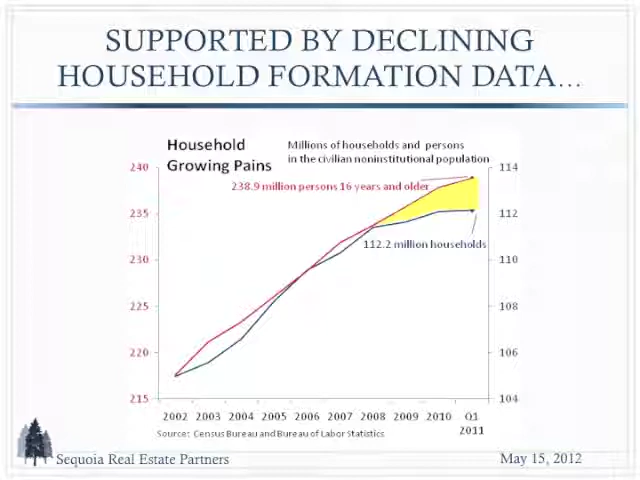 SUPPORTED BY DECLINING
HOUSEHOLD FORMATION DATA...
Household
Growing Pains
Millions of households and persons
in the civilian noninstitutional population
240
235
230
225
220
215
114
112
110
108
106
104
238.9 million persons 16 years and older
112.2 million households
2002 2003 2004 2005 2006 2007 2008 2009 2010 Q1
2011
Source: Census Bureau and Bureau of Labor Statistics
Sequoia Real Estate Partners
May 15, 2012